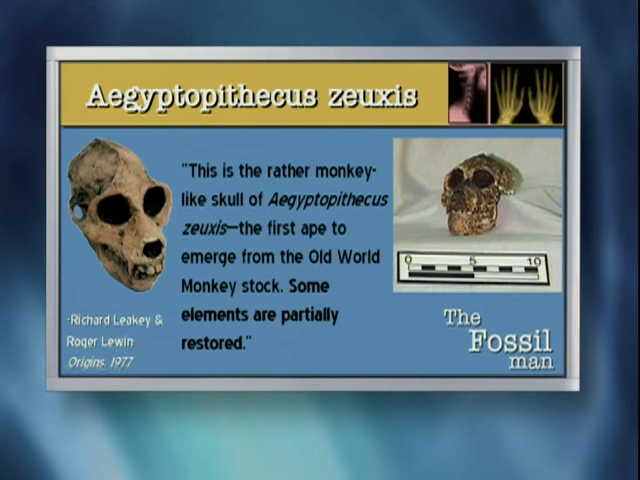 Aegyptopithecus zeuxis
"This is the rather monkey-
like skull of Aegyptopithecus
zeuxis—the first ape to
emerge from the Old World
Monkey stock. Some
elements are partially
restored."
-Richard Leakey &
Roger Lewin
Origins, 1977
0 5 10
The
Fossil
man